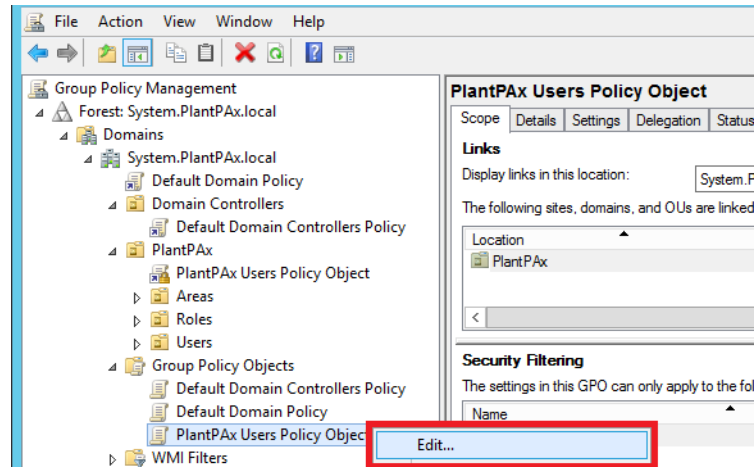 File Action View Window Help
Group Policy Management
Forest: System.PlantPAx.local
Domains
System.PlantPAx.local
Default Domain Policy
Domain Controllers
Default Domain Controllers Policy
PlantPAx
PlantPAx Users Policy Object
Areas
Roles
Users
Group Policy Objects
Default Domain Controllers Policy
Default Domain Policy
PlantPAx Users Policy Objec
WMI Filters
Edit...
PlantPAx Users Policy Object
Scope Details Settings Delegation Status
Links
Display links in this location: System.P
The following sites, domains, and OUs are linked
Location
PlantPAx
Security Filtering
The settings in this GPO can only apply to the fol
Name